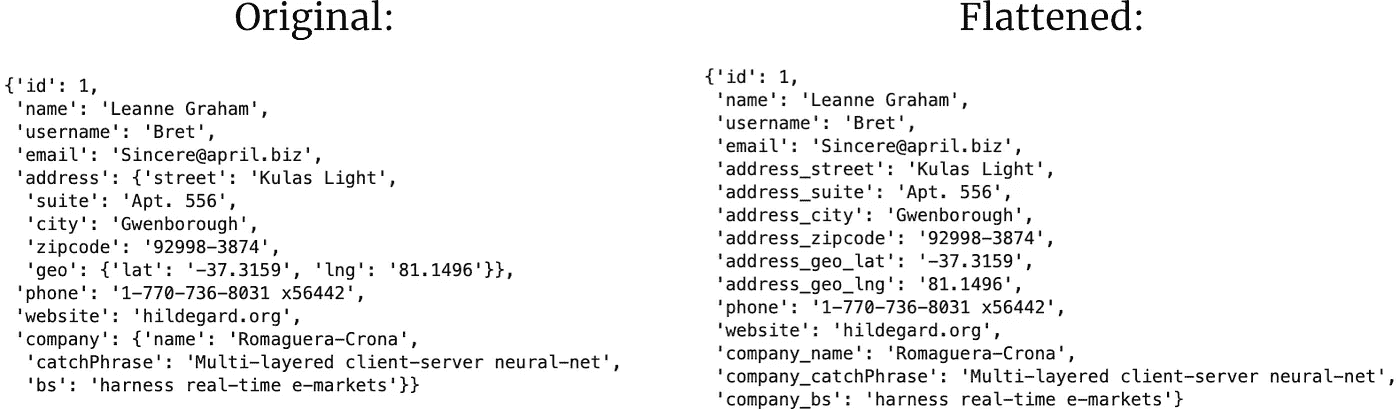 Original:
{'id': 1,
 'name': 'Leanne Graham',
 'username': 'Bret',
 'email': 'Sincere@april.biz',
 'address': {'street': 'Kulas Light',
  'suite': 'Apt. 556',
  'city': 'Gwenborough',
  'zipcode': '92998-3874',
  'geo': {'lat': '-37.3159', 'lng': '81.1496'}},
 'phone': '1-770-736-8031 x56442',
 'website': 'hildegard.org',
 'company': {'name': 'Romaguera-Crona',
  'catchPhrase': 'Multi-layered client-server neural-net',
  'bs': 'harness real-time e-markets'}}
Flattened:
{'id': 1,
 'name': 'Leanne Graham',
 'username': 'Bret',
 'email': 'Sincere@april.biz',
 'address_street': 'Kulas Light',
 'address_suite': 'Apt. 556',
 'address_city': 'Gwenborough',
 'address_zipcode': '92998-3874',
 'address_geo_lat': '-37.3159',
 'address_geo_lng': '81.1496',
 'phone': '1-770-736-8031 x56442',
 'website': 'hildegard.org',
 'company_name': 'Romaguera-Crona',
 'company_catchPhrase': 'Multi-layered client-server neural-net',
 'company_bs': 'harness real-time e-markets'}